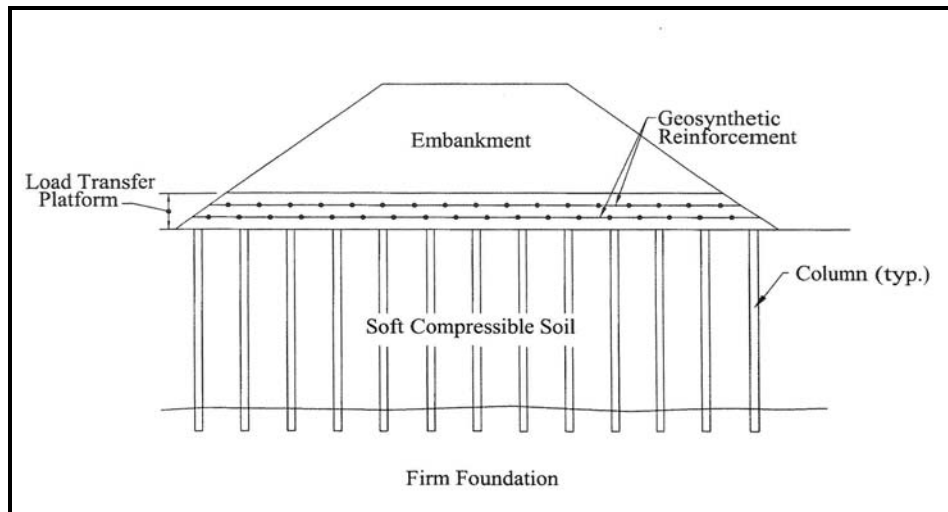 Geosynthetic
Reinforcement
Embankment
Load Transfer
Platform
Column (typ.)
Soft Compressible Soil
Firm Foundation